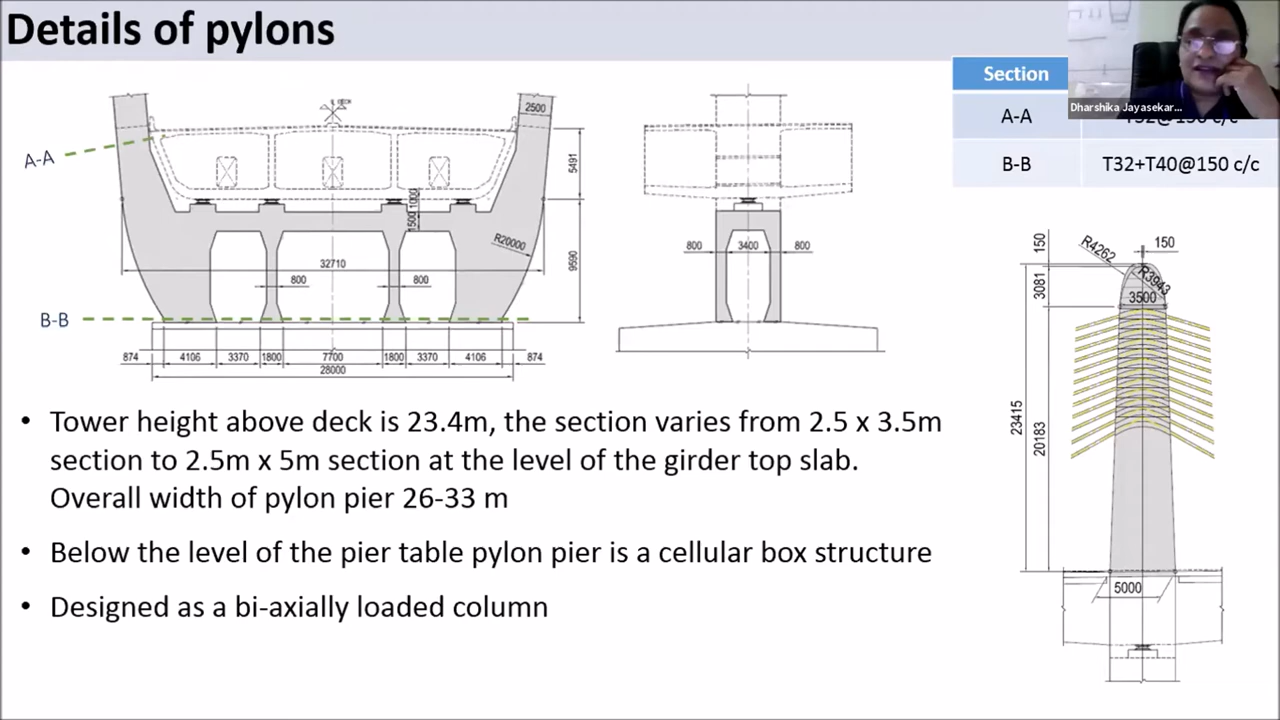 Details of pylons
Section
Dharshika Jayasekar...
A-A
B-B
T32+T40@150 c/c
A-A
B-B
2500
5491
1000
1500
9590
R20000
32710
800
800
874
4106
3370
1800
7700
1800
3370
4106
874
28000
800
3400
800
150
150
R4262
R3943
3081
3500
23415
20183
5000
• Tower height above deck is 23.4m, the section varies from 2.5 x 3.5m
section to 2.5m x 5m section at the level of the girder top slab.
Overall width of pylon pier 26-33 m
• Below the level of the pier table pylon pier is a cellular box structure
• Designed as a bi-axially loaded column